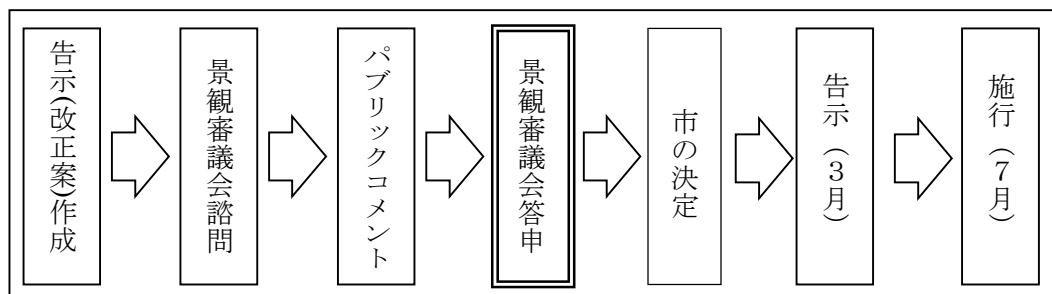 告示(改正案)作成
景観審議会諮問
パブリックコメント
景観審議会答申
市の決定
告示（３月）
施行（７月）